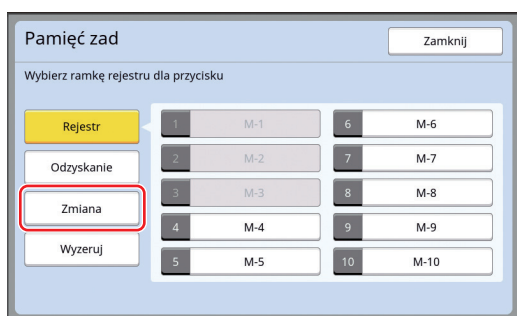 Pamięć zad
Zamknij
Wybierz ramkę rejestru dla przycisku
Rejestr
Odzyskanie
Zmiana
Wyzeruj
1 M-1
2 M-2
3 M-3
4 M-4
5 M-5
6 M-6
7 M-7
8 M-8
9 M-9
10 M-10